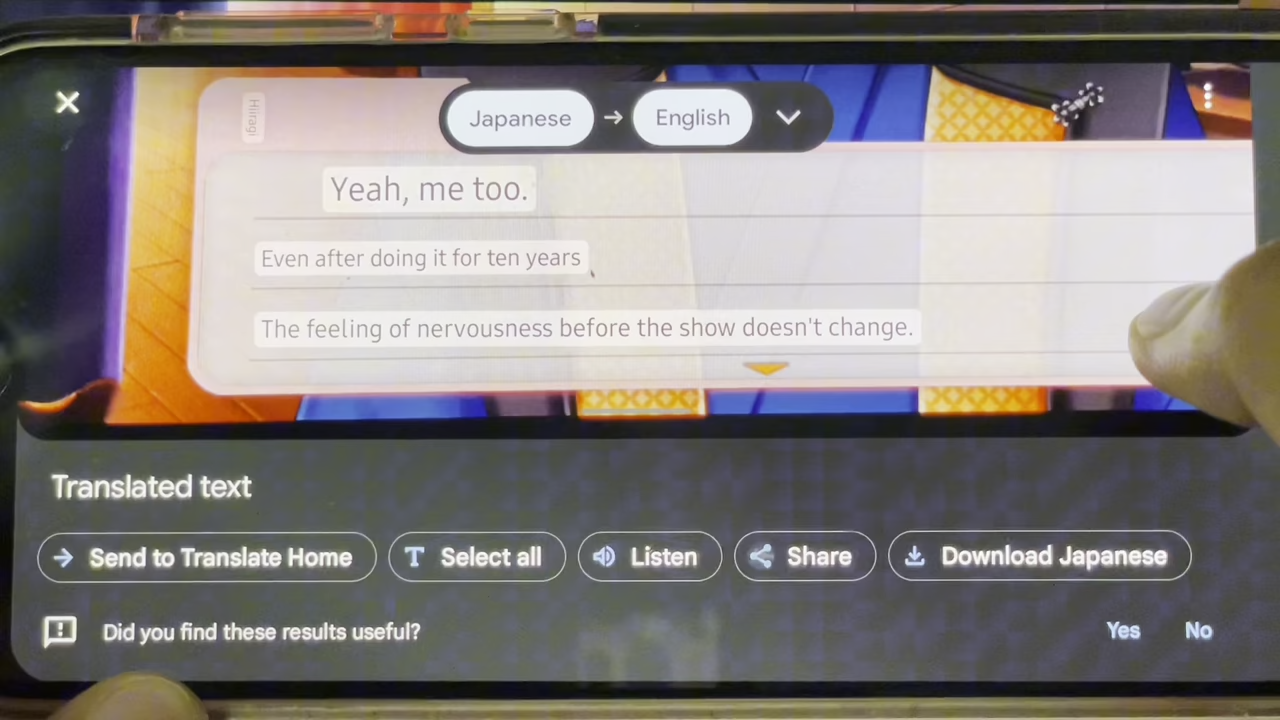 Japanese → English
Hiiragi
Yeah, me too.
Even after doing it for ten years
The feeling of nervousness before the show doesn't change.
Translated text
Send to Translate Home
Select all
Listen
Share
Download Japanese
Did you find these results useful?
Yes
No